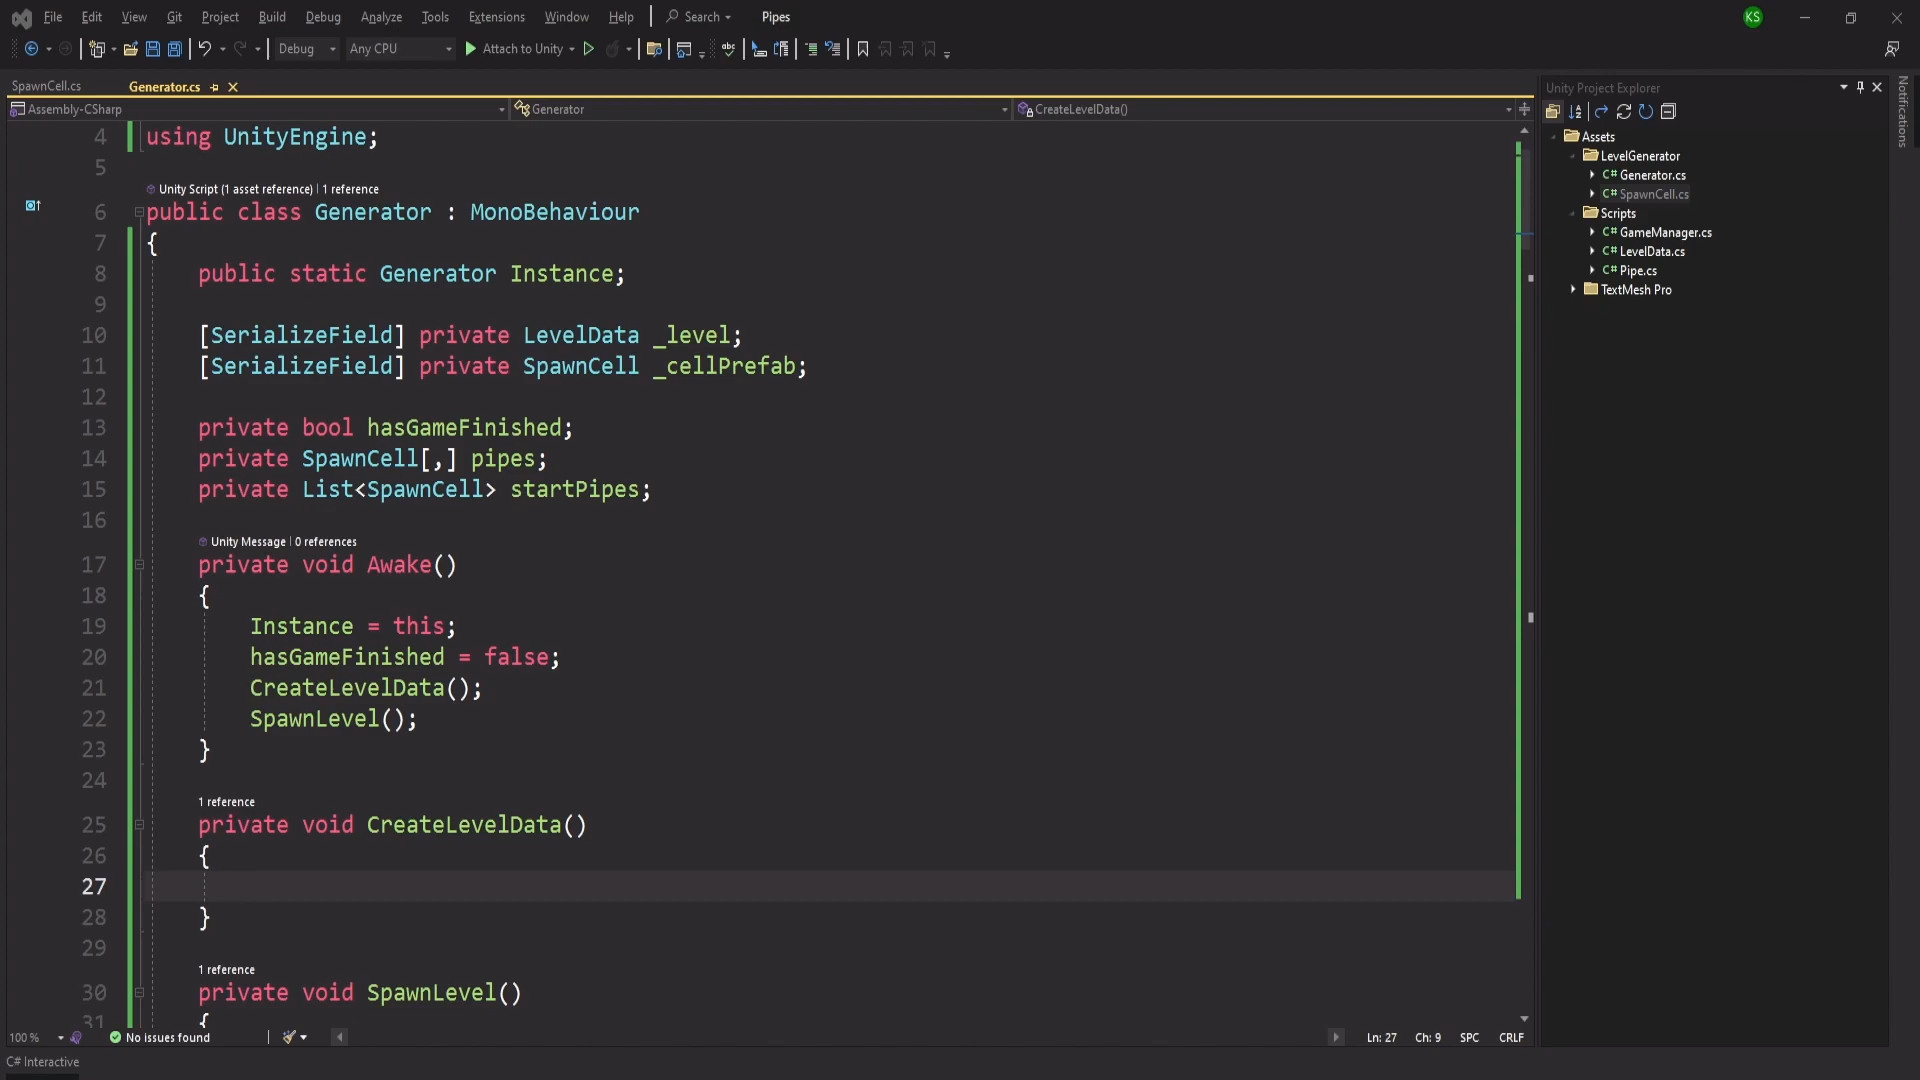 File Edit View Git Project Build Debug Analyze Tools Extensions Window Help Search Pipes KS
Debug Any CPU Attach to Unity
SpawnCell.cs Generator.cs
Assembly-CSharp Generator CreateLevelData()
4 using UnityEngine;
5
Unity Script (1 asset reference) | 1 reference
6 public class Generator : MonoBehaviour
7 {
8 public static Generator Instance;
9
10 [SerializeField] private LevelData _level;
11 [SerializeField] private SpawnCell _cellPrefab;
12
13 private bool hasGameFinished;
14 private SpawnCell[,] pipes;
15 private List<SpawnCell> startPipes;
16
Unity Message | 0 references
17 private void Awake()
18 {
19 Instance = this;
20 hasGameFinished = false;
21 CreateLevelData();
22 SpawnLevel();
23 }
24
1 reference
25 private void CreateLevelData()
26 {
27
28 }
29
1 reference
30 private void SpawnLevel()
31 {
100 % No issues found Ln: 27 Ch: 9 SPC CRLF
C# Interactive
Unity Project Explorer
Assets
LevelGenerator
C# Generator.cs
C# SpawnCell.cs
Scripts
C# GameManager.cs
C# LevelData.cs
C# Pipe.cs
TextMesh Pro
Notifications